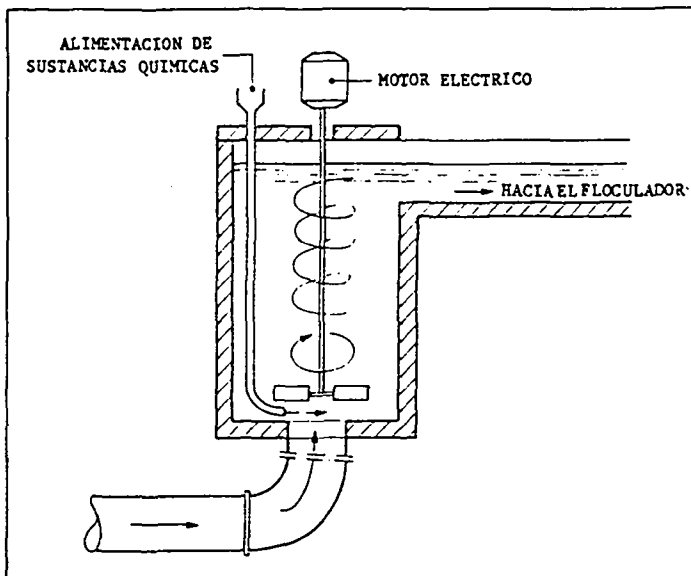 ALIMENTACION DE
SUSTANCIAS QUIMICAS
MOTOR ELECTRICO
HACIA EL FLOCULADOR